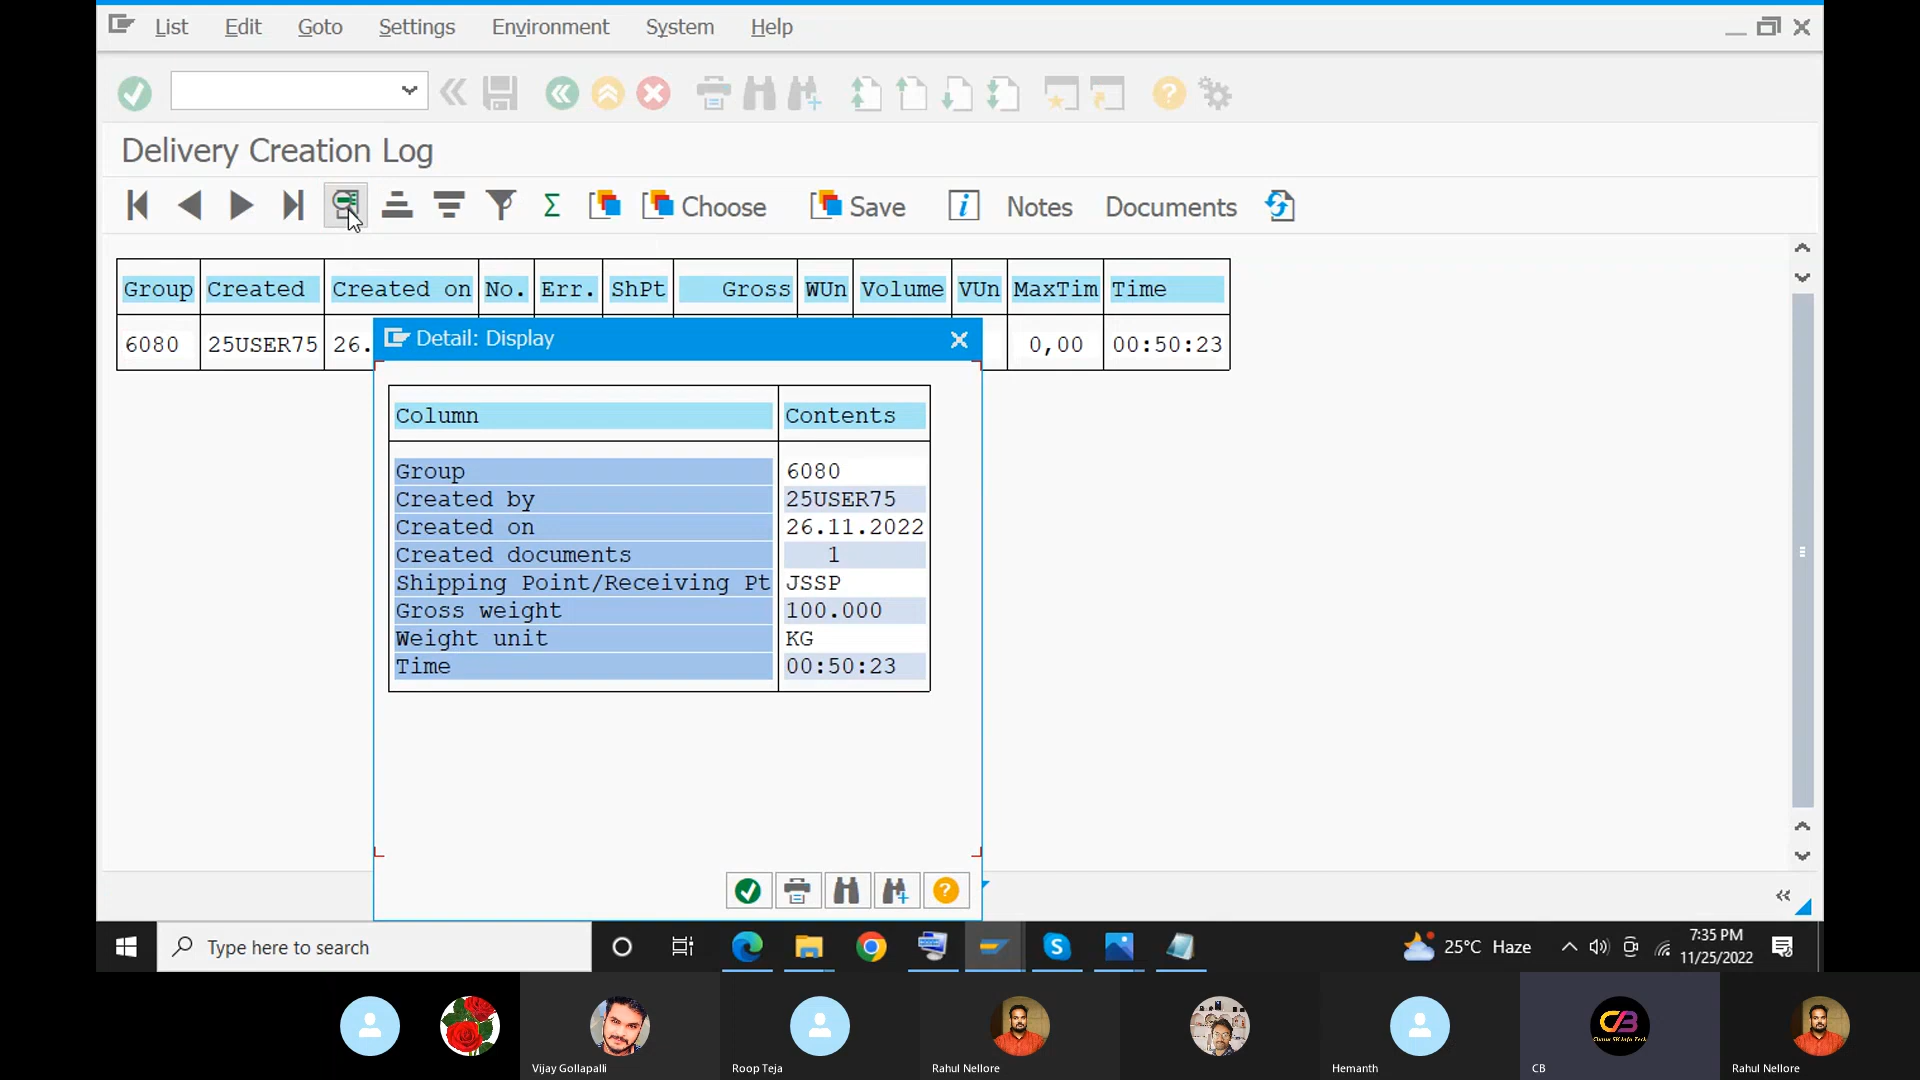 List Edit Goto Settings Environment System Help
Delivery Creation Log
Choose Save Notes Documents
Group Created Created on No. Err. ShPt Gross WUn Volume VUn MaxTim Time
6080 25USER75 26. 0,00 00:50:23
Detail: Display
Column Contents
Group 6080
Created by 25USER75
Created on 26.11.2022
Created documents 1
Shipping Point/Receiving Pt JSSP
Gross weight 100.000
Weight unit KG
Time 00:50:23
Type here to search
25°C Haze
7:35 PM
11/25/2022
CB
Vijay Gollapalli Roop Teja Rahul Nellore Hemanth CB Rahul Nellore